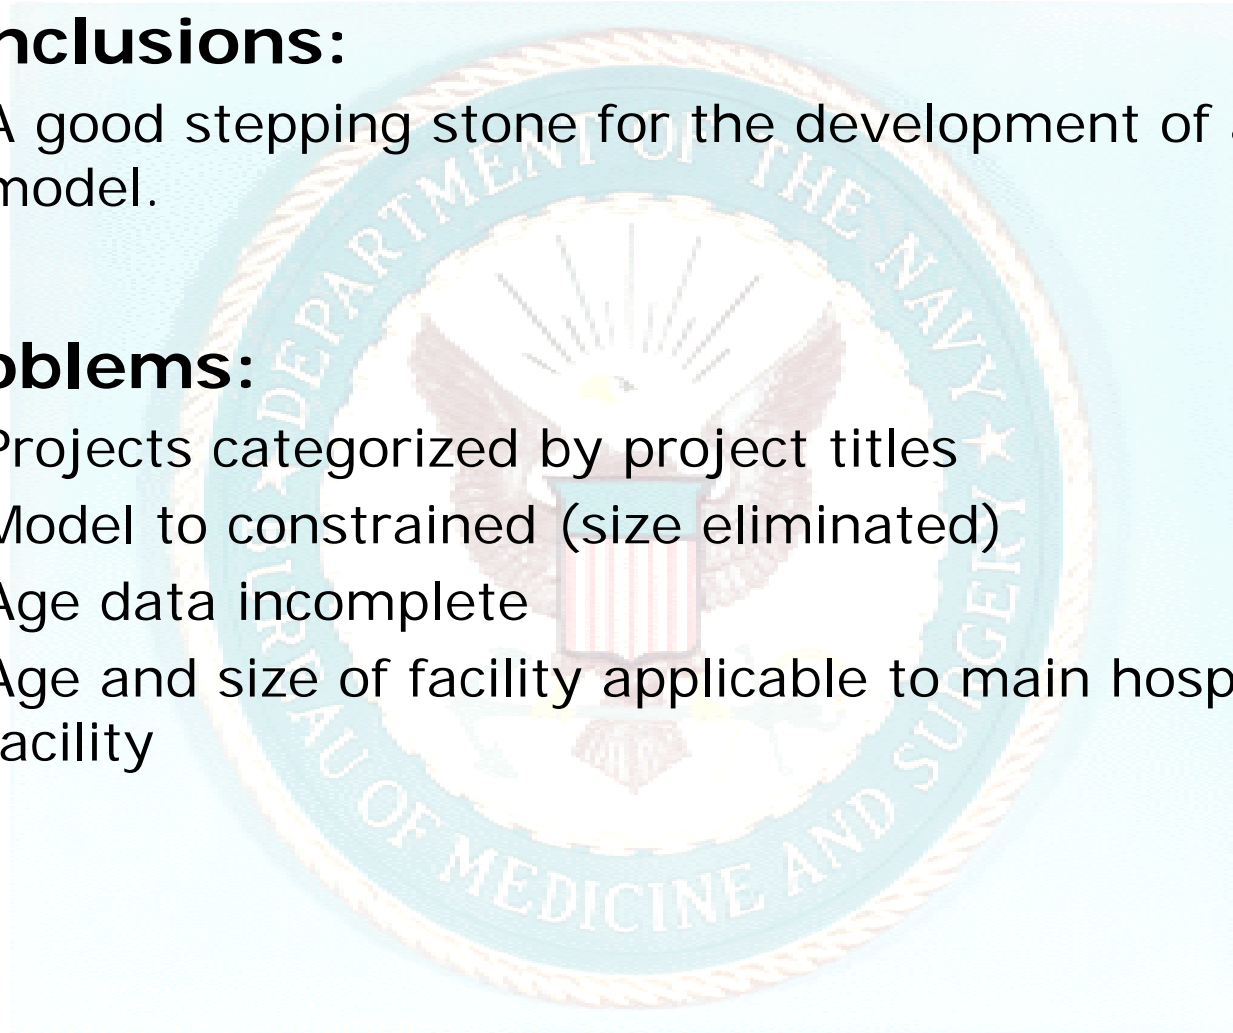 nclusions:
A good stepping stone for the development of
model.
oblems:
Projects categorized by project titles
Model to constrained (size eliminated)
Age data incomplete
Age and size of facility applicable to main hosp
acility
DEPARTMENT OF THE NAVY
BUREAU OF MEDICINE AND SURGERY